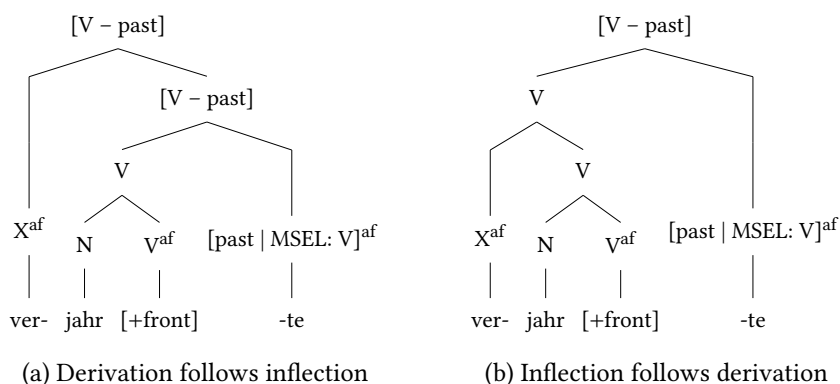 [V – past] [V – past]
[V – past] V
V V
X^af N V^af [past | MSEL: V]^af X^af N V^af [past | MSEL: V]^af
ver- jahr [+front] -te ver- jahr [+front] -te
(a) Derivation follows inflection (b) Inflection follows derivation